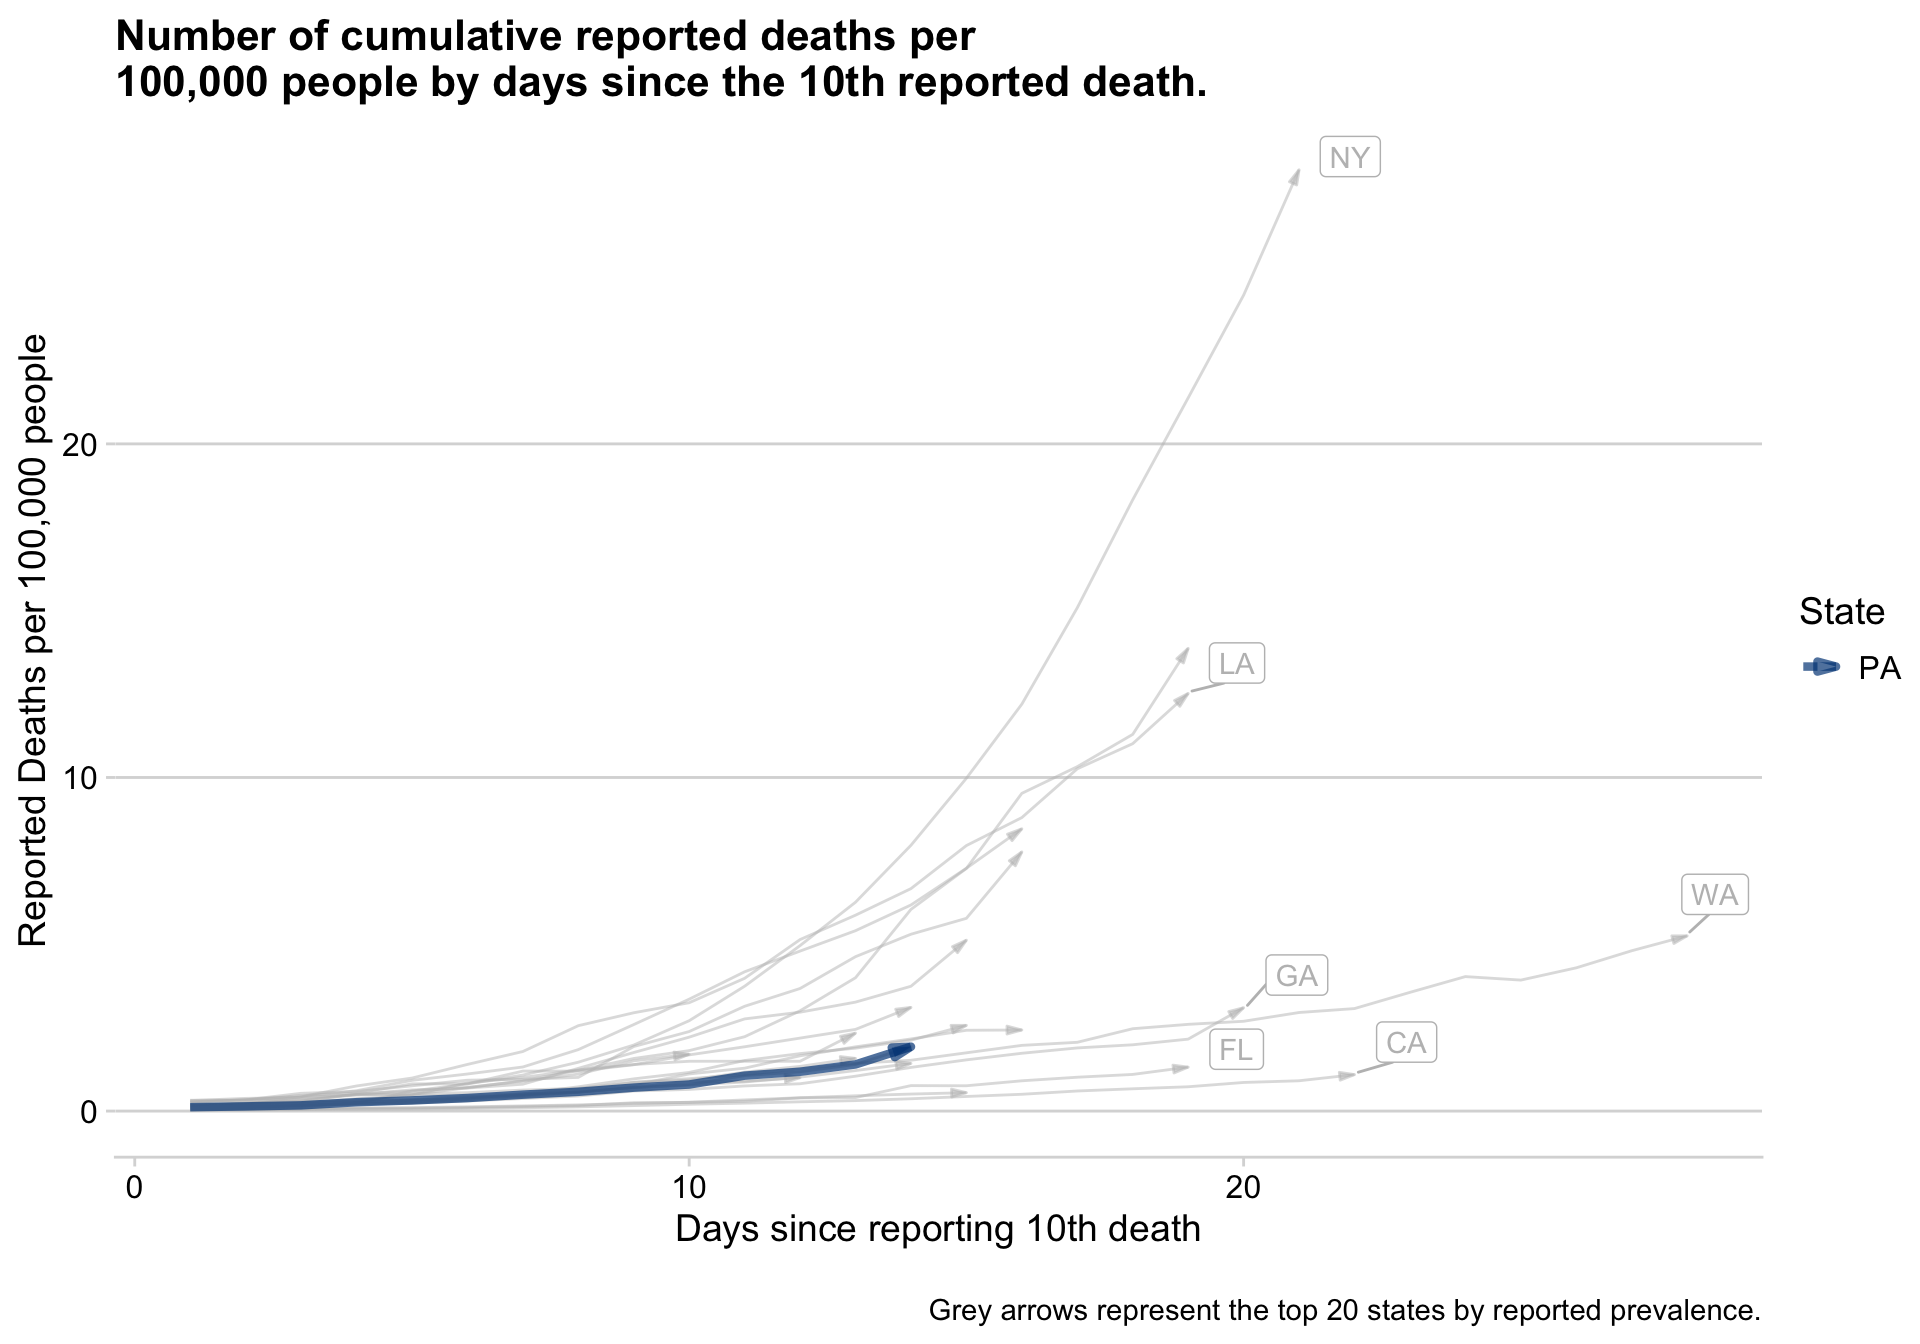 Number of cumulative reported deaths per
100,000 people by days since the 10th reported death.
NY
Reported Deaths per 100,000 people
20
State
LA
PA
10
WA
GA
CA
FL
0
0
10
20
Days since reporting 10th death
Grey arrows represent the top 20 states by reported prevalence.